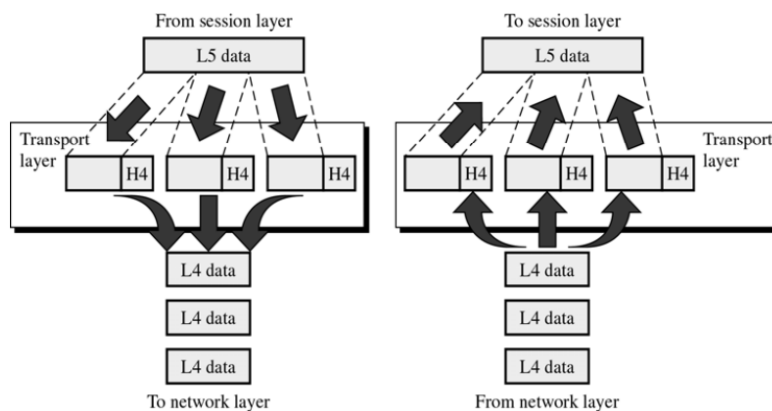 From session layer
L5 data
Transport
layer
H4
H4
H4
L4 data
L4 data
L4 data
To network layer
To session layer
L5 data
Transport
layer
H4
H4
H4
L4 data
L4 data
L4 data
From network layer